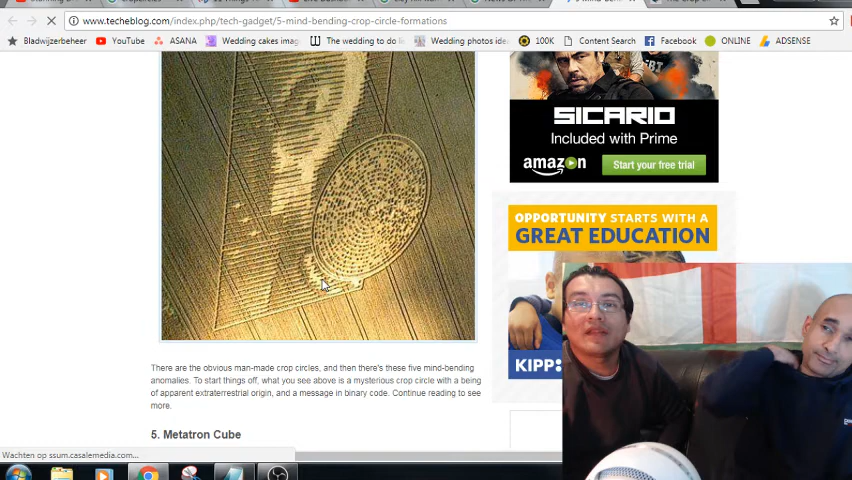 www.techeblog.com/index.php/tech-gadget/5-mind-bending-crop-circle-formations
Bladwijzerbeheer YouTube ASANA Wedding cakes imag The wedding to do li Wedding photos ide 100K Content Search Facebook ONLINE ADSENSE
SICARIO
Included with Prime
amazon Start your free trial
OPPORTUNITY STARTS WITH A
GREAT EDUCATION
KIPP:
There are the obvious man-made crop circles, and then there's these five mind-bending
anomalies. To start things off, what you see above is a mysterious crop circle with a being
of apparent extraterrestrial origin, and a message in binary code. Continue reading to see
more.
5. Metatron Cube
Wachten op ssum.casalemedia.com...